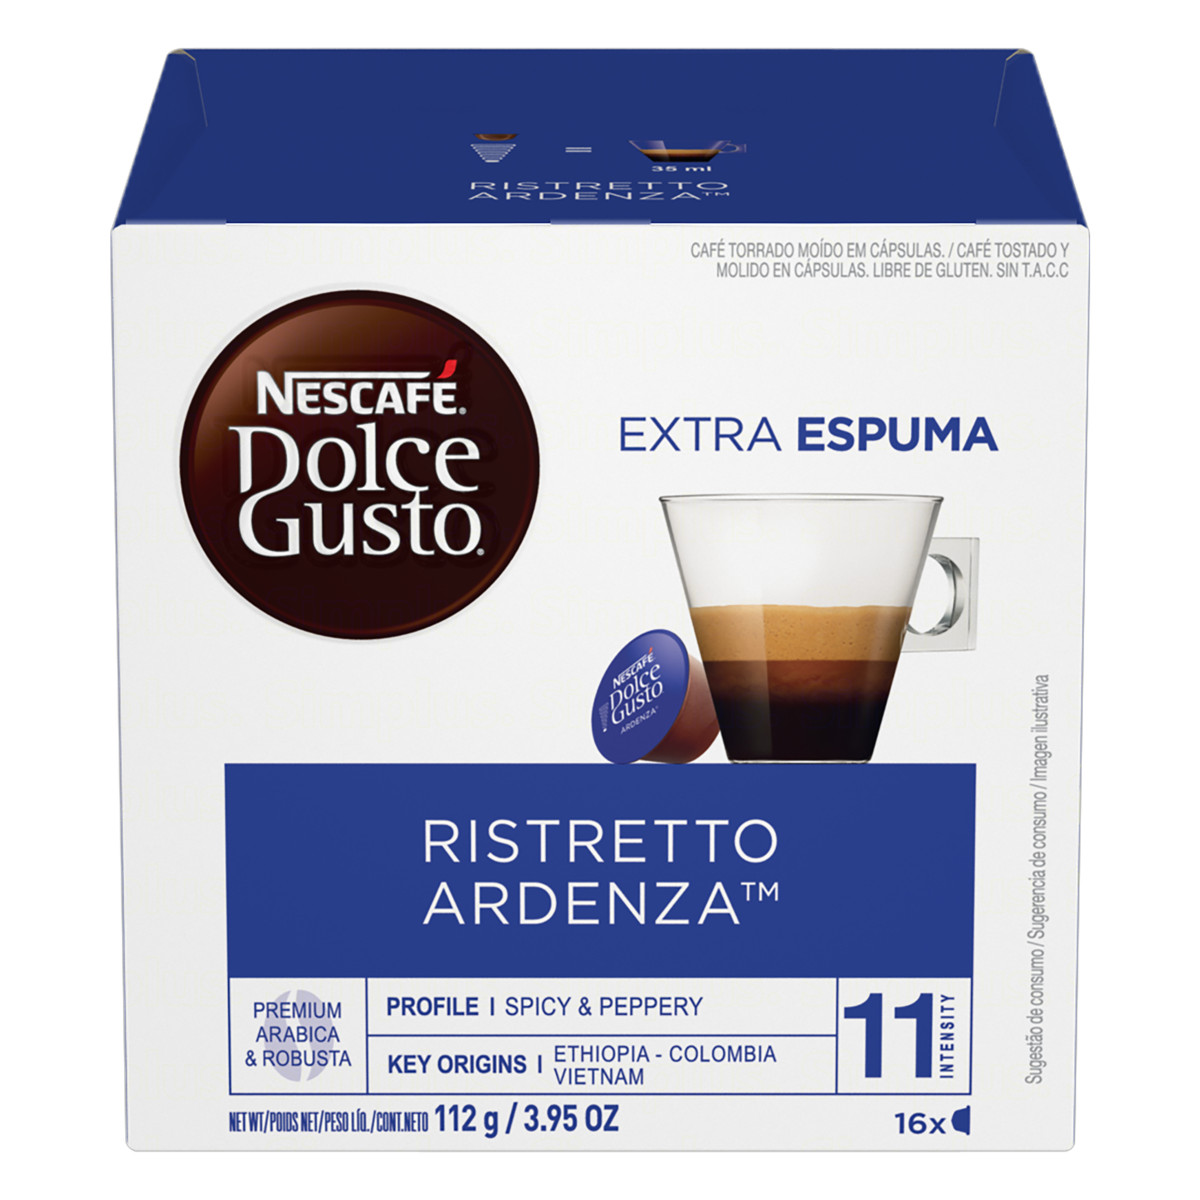 =
35 ml
RISTRETTO
ARDENZA™
CAFÉ TORRADO MOÍDO EM CÁPSULAS. / CAFÉ TOSTADO Y
MOLIDO EN CÁPSULAS. LIBRE DE GLUTEN. SIN T.A.C.C
NESCAFÉ®
Dolce
Gusto®
EXTRA ESPUMA
NESCAFÉ
Dolce
Gusto
ARDENZA™
RISTRETTO
ARDENZA™
PREMIUM
ARABICA
& ROBUSTA
PROFILE | SPICY & PEPPERY
KEY ORIGINS | ETHIOPIA - COLOMBIA
VIETNAM
11
INTENSITY
NET WT/POIDS NET/PESO LÍQ./CONT.NETO 112 g / 3.95 OZ
16x
Sugestão de consumo / Sugerencia de consumo / Imagen ilustrativa